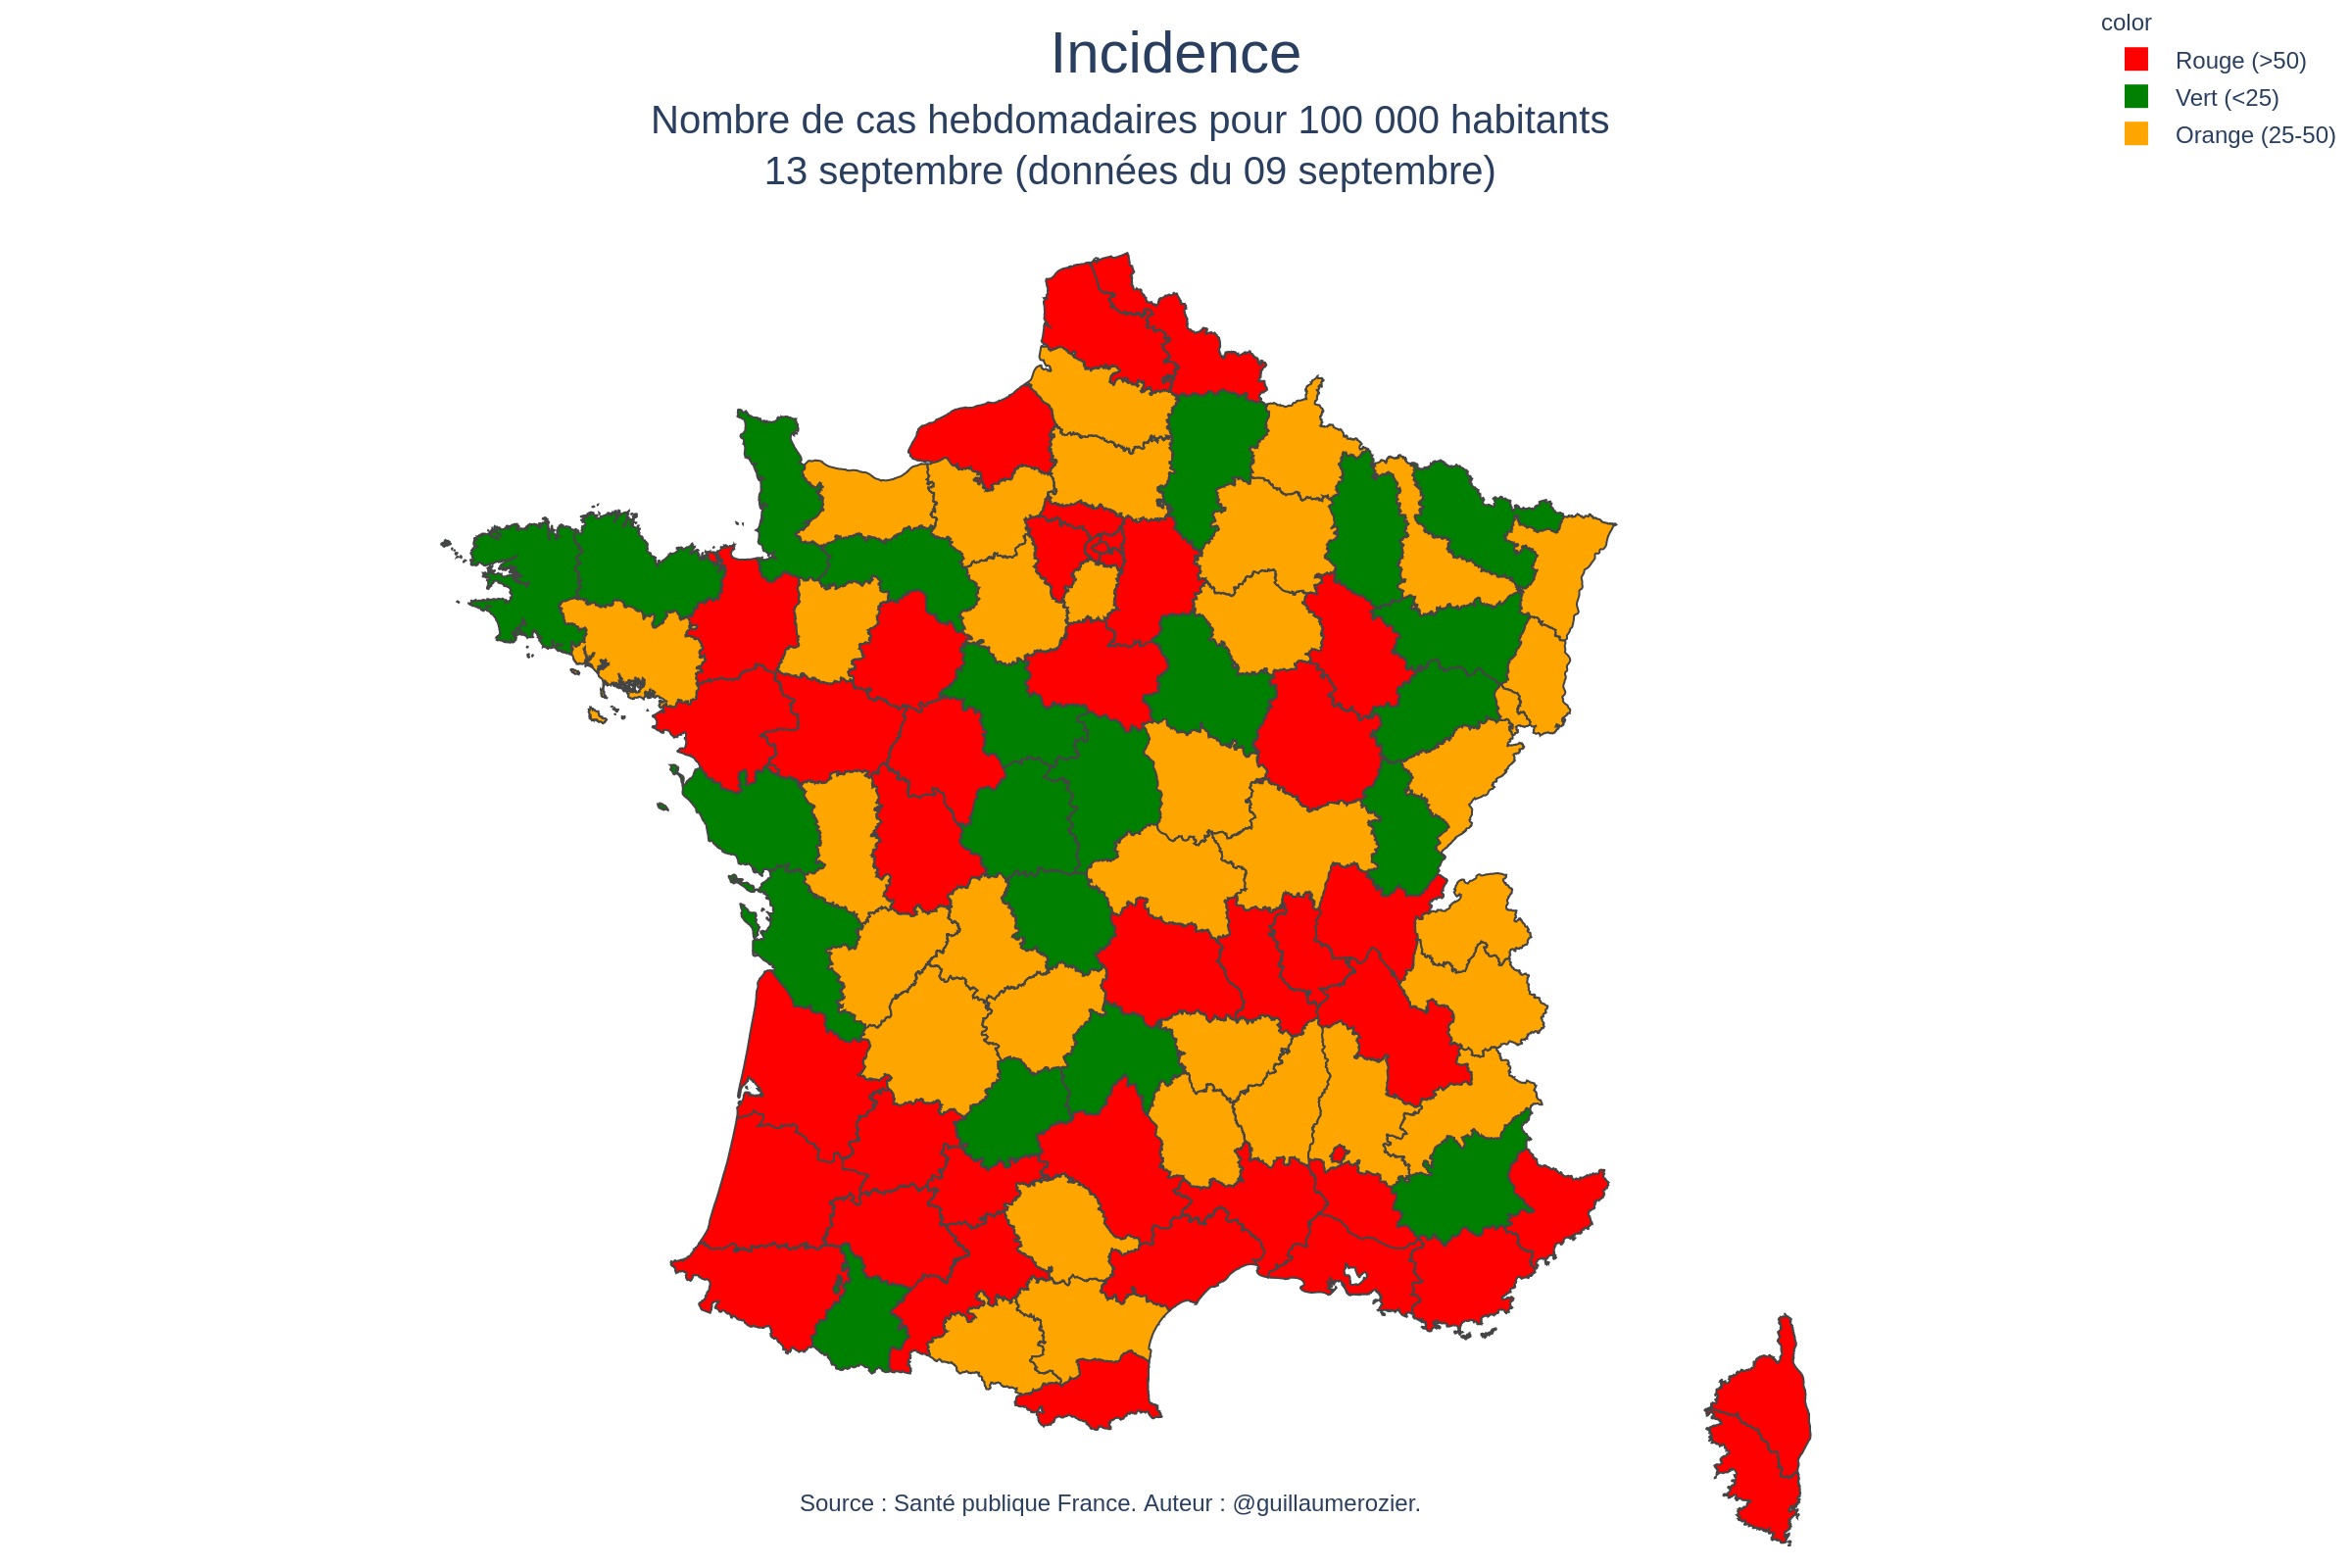 Incidence
Nombre de cas hebdomadaires pour 100 000 habitants
13 septembre (données du 09 septembre)
color
Rouge (>50)
Vert (<25)
Orange (25-50)
Source : Santé publique France. Auteur : @guillaumerozier.